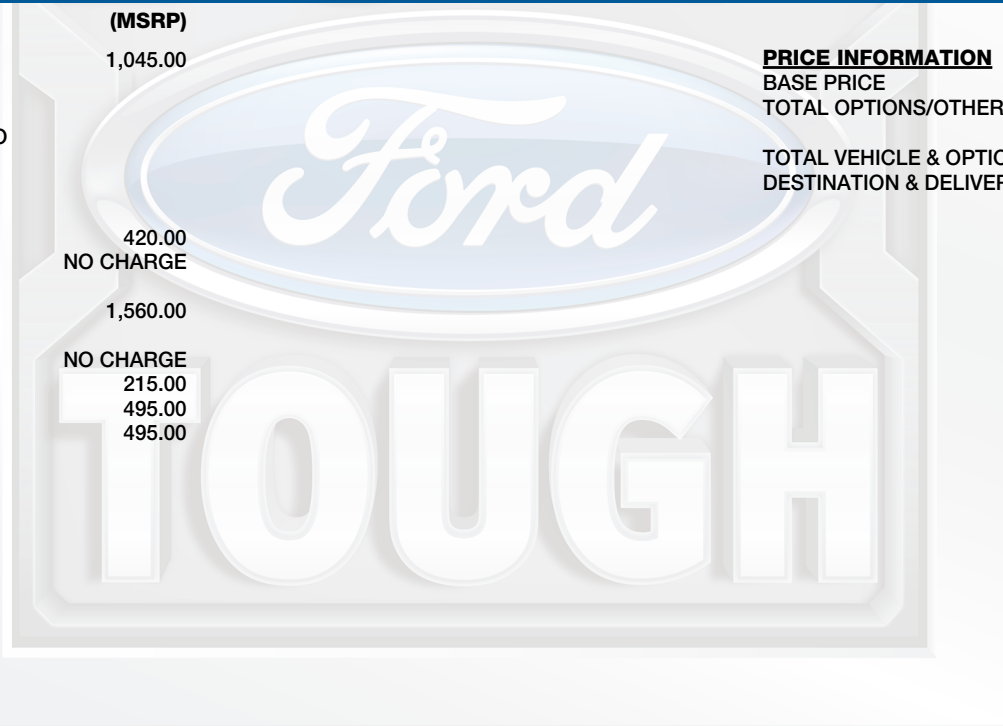 (MSRP)
1,045.00
420.00
NO CHARGE
1,560.00
NO CHARGE
215.00
495.00
495.00
PRICE INFORMATION
BASE PRICE
TOTAL OPTIONS/OTHER
TOTAL VEHICLE & OPTIO
DESTINATION & DELIVER
Ford
TOUGH